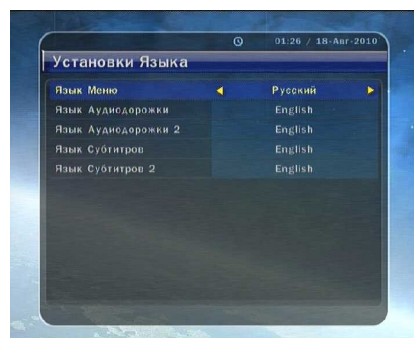 01:26 / 18-Авг-2010
Установки Языка
Язык Меню Русский
Язык Аудиодорожки English
Язык Аудиодорожки 2 English
Язык Субтитров English
Язык Субтитров 2 English